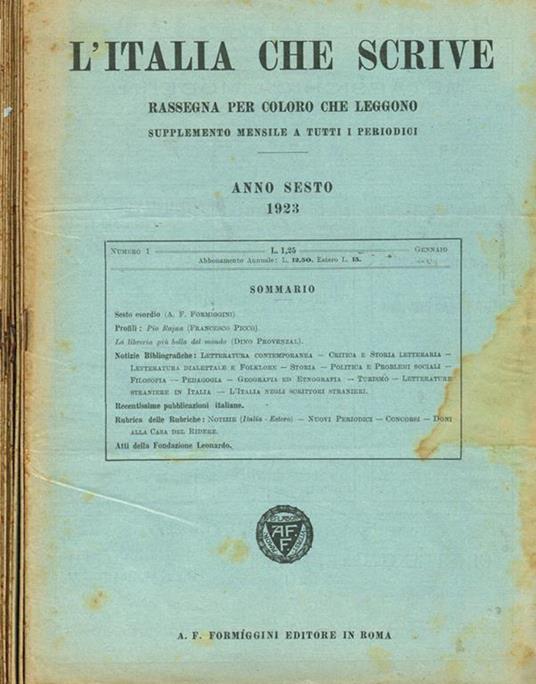 L'ITALIA CHE SCRIVE
RASSEGNA PER COLORO CHE LEGGONO
SUPPLEMENTO MENSILE A TUTTI I PERIODICI
ANNO SESTO
1923
NUMERO 1 L. 1,25 GENNAIO
Abbonamento Annuale: L. 12.50. Estero L. 15.
SOMMARIO
Sesto esordio (A. F. FORMÍGGINI).
Profili: Pio Rajna (FRANCESCO PICCO).
La libreria più bella del mondo (DINO PROVENZAL).
Notizie Bibliografiche: LETTERATURA CONTEMPORANEA — CRITICA E STORIA LETTERARIA —
LETTERATURA DIALETTALE E FOLKLORE — STORIA — POLITICA E PROBLEMI SOCIALI —
FILOSOFIA — PEDAGOGIA — GEOGRAFIA ED ETNOGRAFIA — TURISMO — LETTERATURE
STRANIERE IN ITALIA — L'ITALIA NEGLI SCRITTORI STRANIERI.
Recentissime pubblicazioni italiane.
Rubrica delle Rubriche: NOTIZIE (Italia - Estero) — NUOVI PERIODICI — CONCORSI — DONI
ALLA CASA DEL RIDERE.
Atti della Fondazione Leonardo.
A.F.
F.
A. F. FORMÍGGINI EDITORE IN ROMA